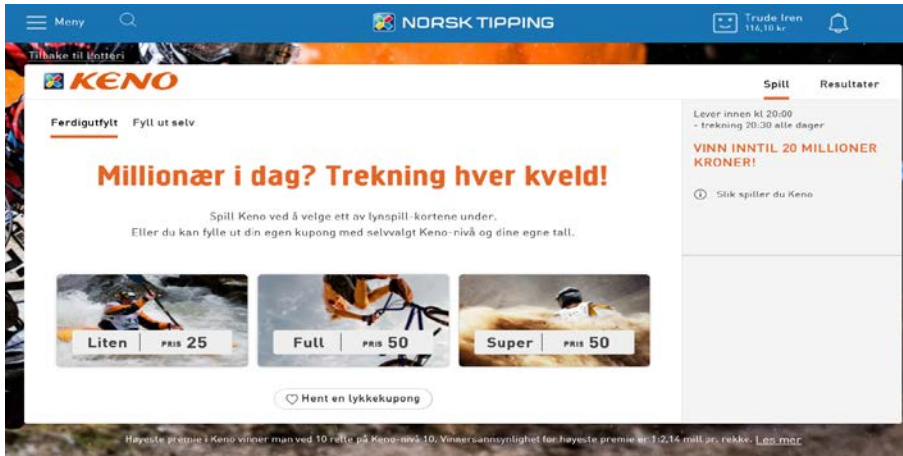 Meny
NORSK TIPPING
Trude Iren
116,10 kr
Tilbake til Lotteri
KENO
Spill Resultater
Ferdigutfylt Fyll ut selv
Lever innen kl 20:00
- trekning 20:30 alle dager
VINN INNTIL 20 MILLIONER
KRONER!
Slik spiller du Keno
Millionær i dag? Trekning hver kveld!
Spill Keno ved å velge ett av lynspill-kortene under.
Eller du kan fylle ut din egen kupong med selvvalgt Keno-nivå og dine egne tall.
Liten PRIS 25
Full PRIS 50
Super PRIS 50
Hent en lykkekupong
Høyeste premie i Keno vinner man ved 10 rette på Keno-nivå 10. Vinnersannsynlighet for høyeste premie er 1:2,14 mill pr. rekke. Les mer